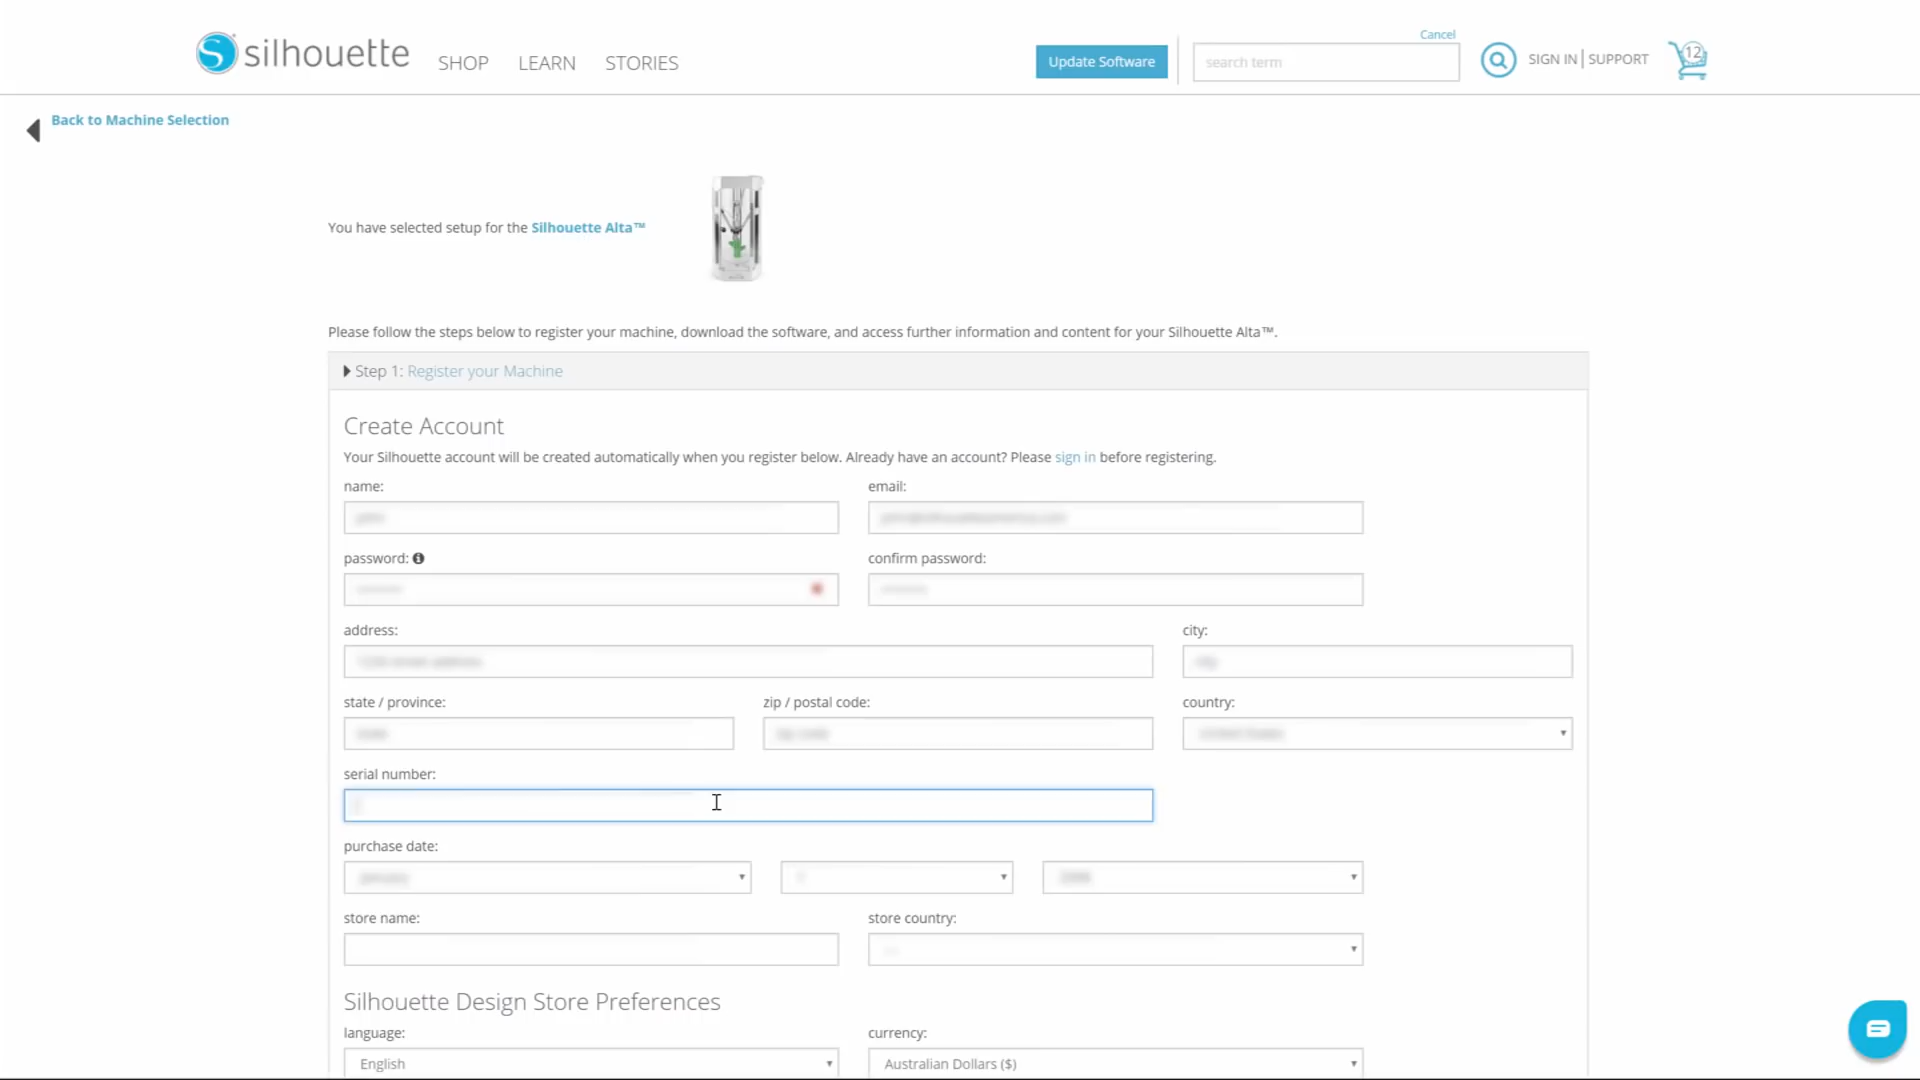 silhouette
SHOP LEARN STORIES
Update Software
search term
Cancel
SIGN IN | SUPPORT
12
Back to Machine Selection
You have selected setup for the Silhouette Alta™
Please follow the steps below to register your machine, download the software, and access further information and content for your Silhouette Alta™.
Step 1: Register your Machine
Create Account
Your Silhouette account will be created automatically when you register below. Already have an account? Please sign in before registering.
name: email:
password: confirm password:
address: city:
state / province: zip / postal code: country:
serial number:
purchase date:
store name: store country:
Silhouette Design Store Preferences
language: currency:
English Australian Dollars ($)